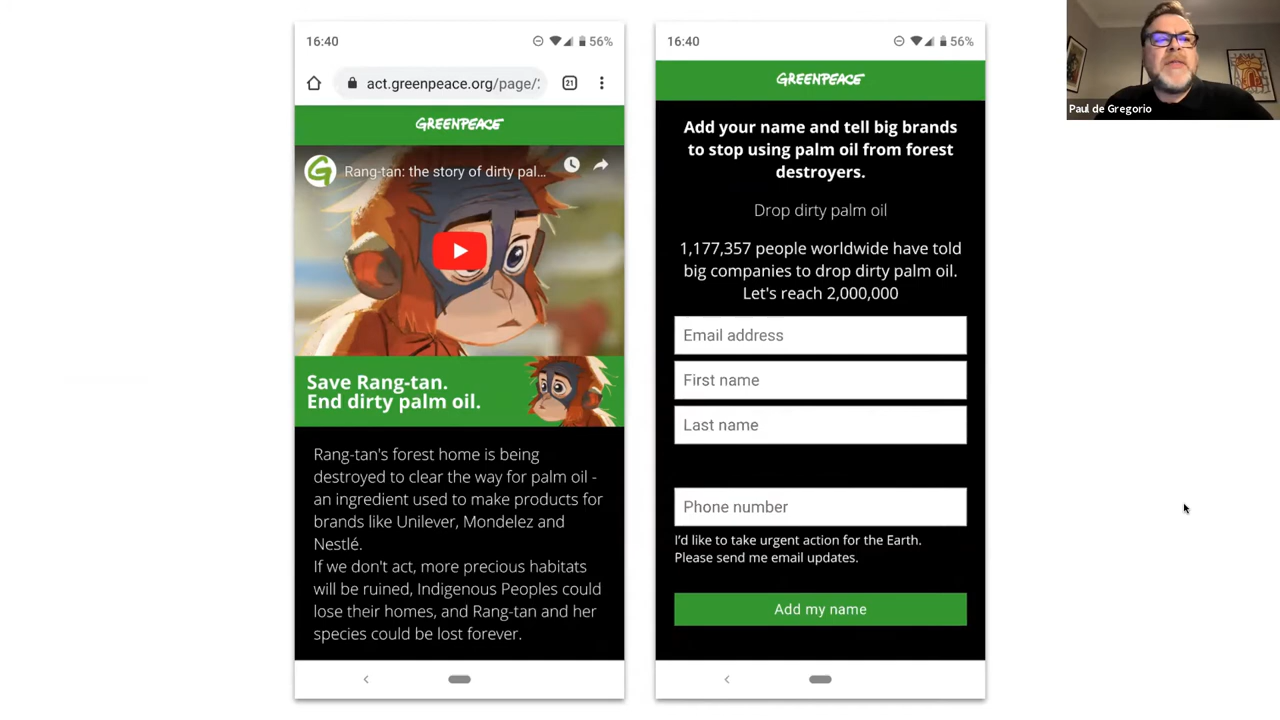 16:40
56%
act.greenpeace.org/page/
21
GREENPEACE
Rang-tan: the story of dirty pal...
Save Rang-tan.
End dirty palm oil.
Rang-tan's forest home is being
destroyed to clear the way for palm oil -
an ingredient used to make products for
brands like Unilever, Mondelez and
Nestlé.
If we don't act, more precious habitats
will be ruined, Indigenous Peoples could
lose their homes, and Rang-tan and her
species could be lost forever.
16:40
56%
GREENPEACE
Add your name and tell big brands
to stop using palm oil from forest
destroyers.
Drop dirty palm oil
1,177,357 people worldwide have told
big companies to drop dirty palm oil.
Let's reach 2,000,000
Email address
First name
Last name
Phone number
I'd like to take urgent action for the Earth.
Please send me email updates.
Add my name
Paul de Gregorio